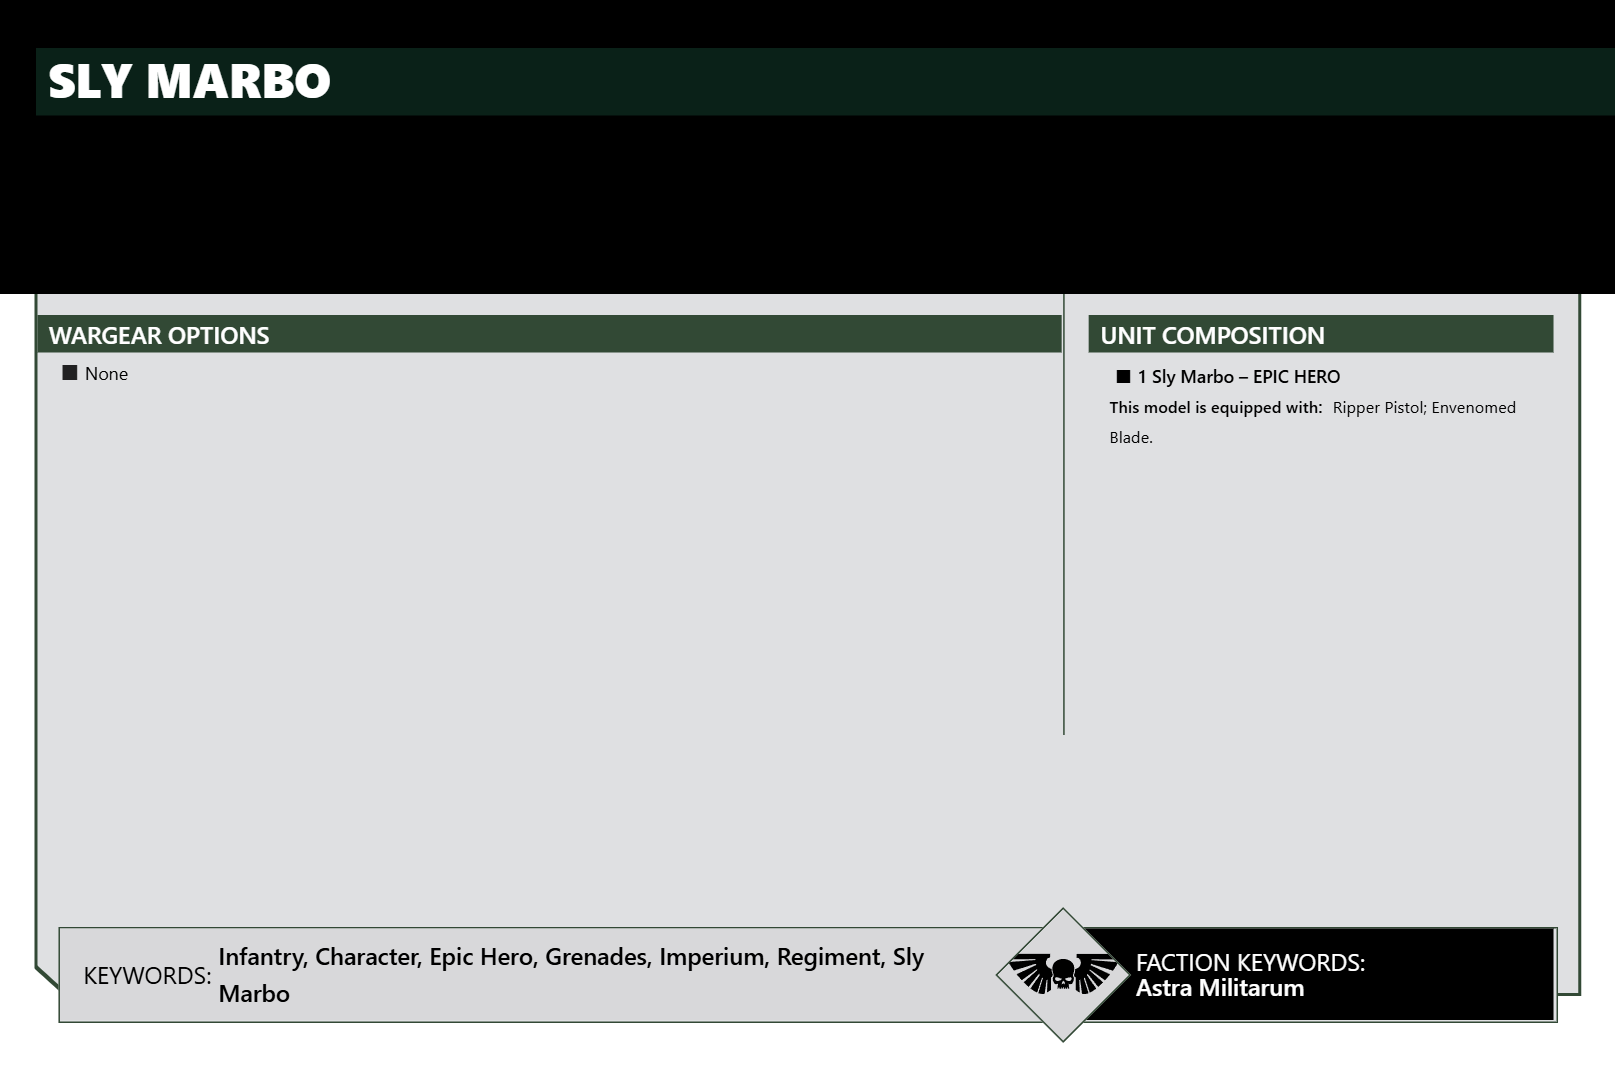 SLY MARBO
WARGEAR OPTIONS
■ None
UNIT COMPOSITION
■ 1 Sly Marbo – EPIC HERO
This model is equipped with: Ripper Pistol; Envenomed
Blade.
KEYWORDS: Infantry, Character, Epic Hero, Grenades, Imperium, Regiment, Sly
Marbo
FACTION KEYWORDS:
Astra Militarum